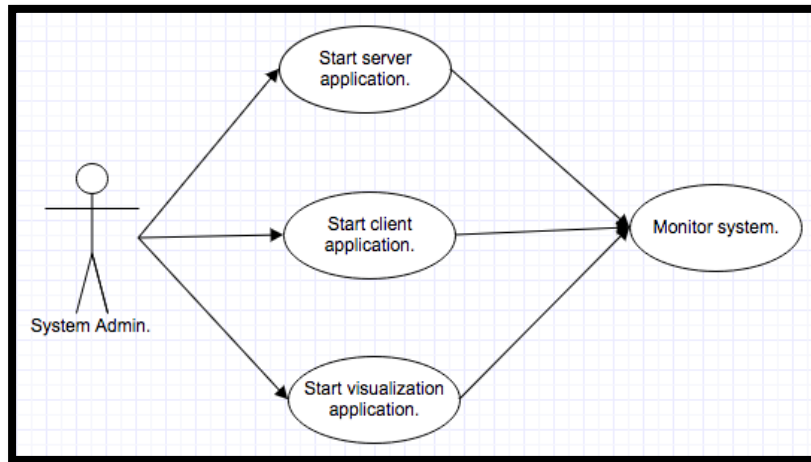 Start server
application.
Start client
application.
Monitor system.
System Admin.
Start visualization
application.